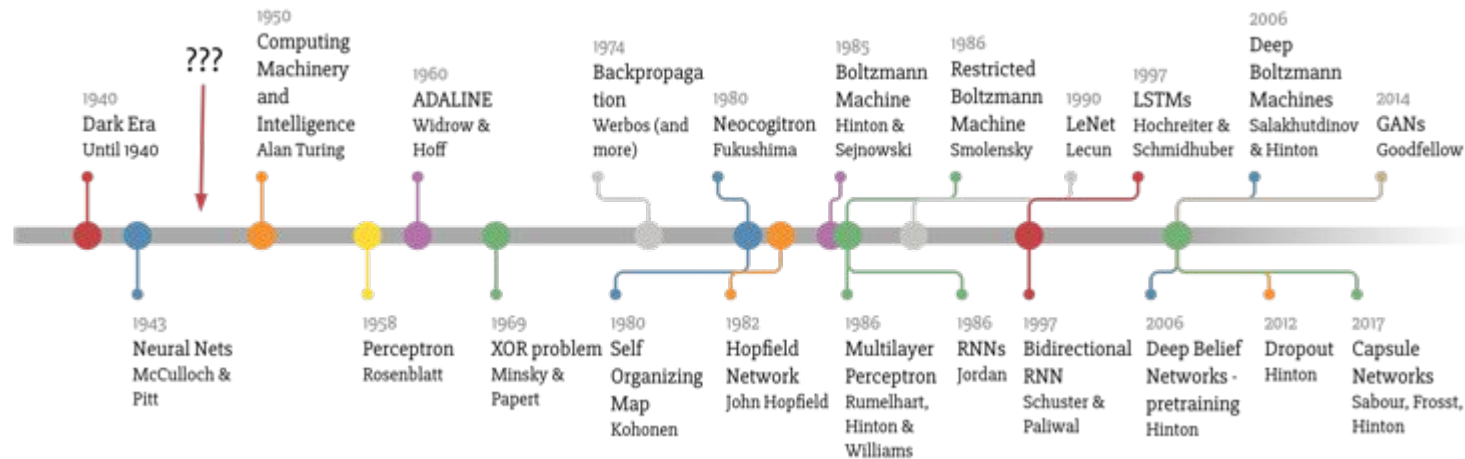 ???
1940
Dark Era
Until 1940
1950
Computing
Machinery
and
Intelligence
Alan Turing
1960
ADALINE
Widrow &
Hoff
1974
Backpropaga
tion
Werbos (and
more)
1980
Neocogitron
Fukushima
1985
Boltzmann
Machine
Hinton &
Sejnowski
1986
Restricted
Boltzmann
Machine
Smolensky
1990
LeNet
Lecun
1997
LSTMs
Hochreiter &
Schmidhuber
2006
Deep
Boltzmann
Machines
Salakhutdinov
& Hinton
2014
GANs
Goodfellow
1943
Neural Nets
McCulloch &
Pitt
1958
Perceptron
Rosenblatt
1969
XOR problem
Minsky &
Papert
1980
Self
Organizing
Map
Kohonen
1982
Hopfield
Network
John Hopfield
1986
Multilayer
Perceptron
Rumelhart,
Hinton &
Williams
1986
RNNs
Jordan
1997
Bidirectional
RNN
Schuster &
Paliwal
2006
Deep Belief
Networks -
pretraining
Hinton
2012
Dropout
Hinton
2017
Capsule
Networks
Sabour, Frosst,
Hinton